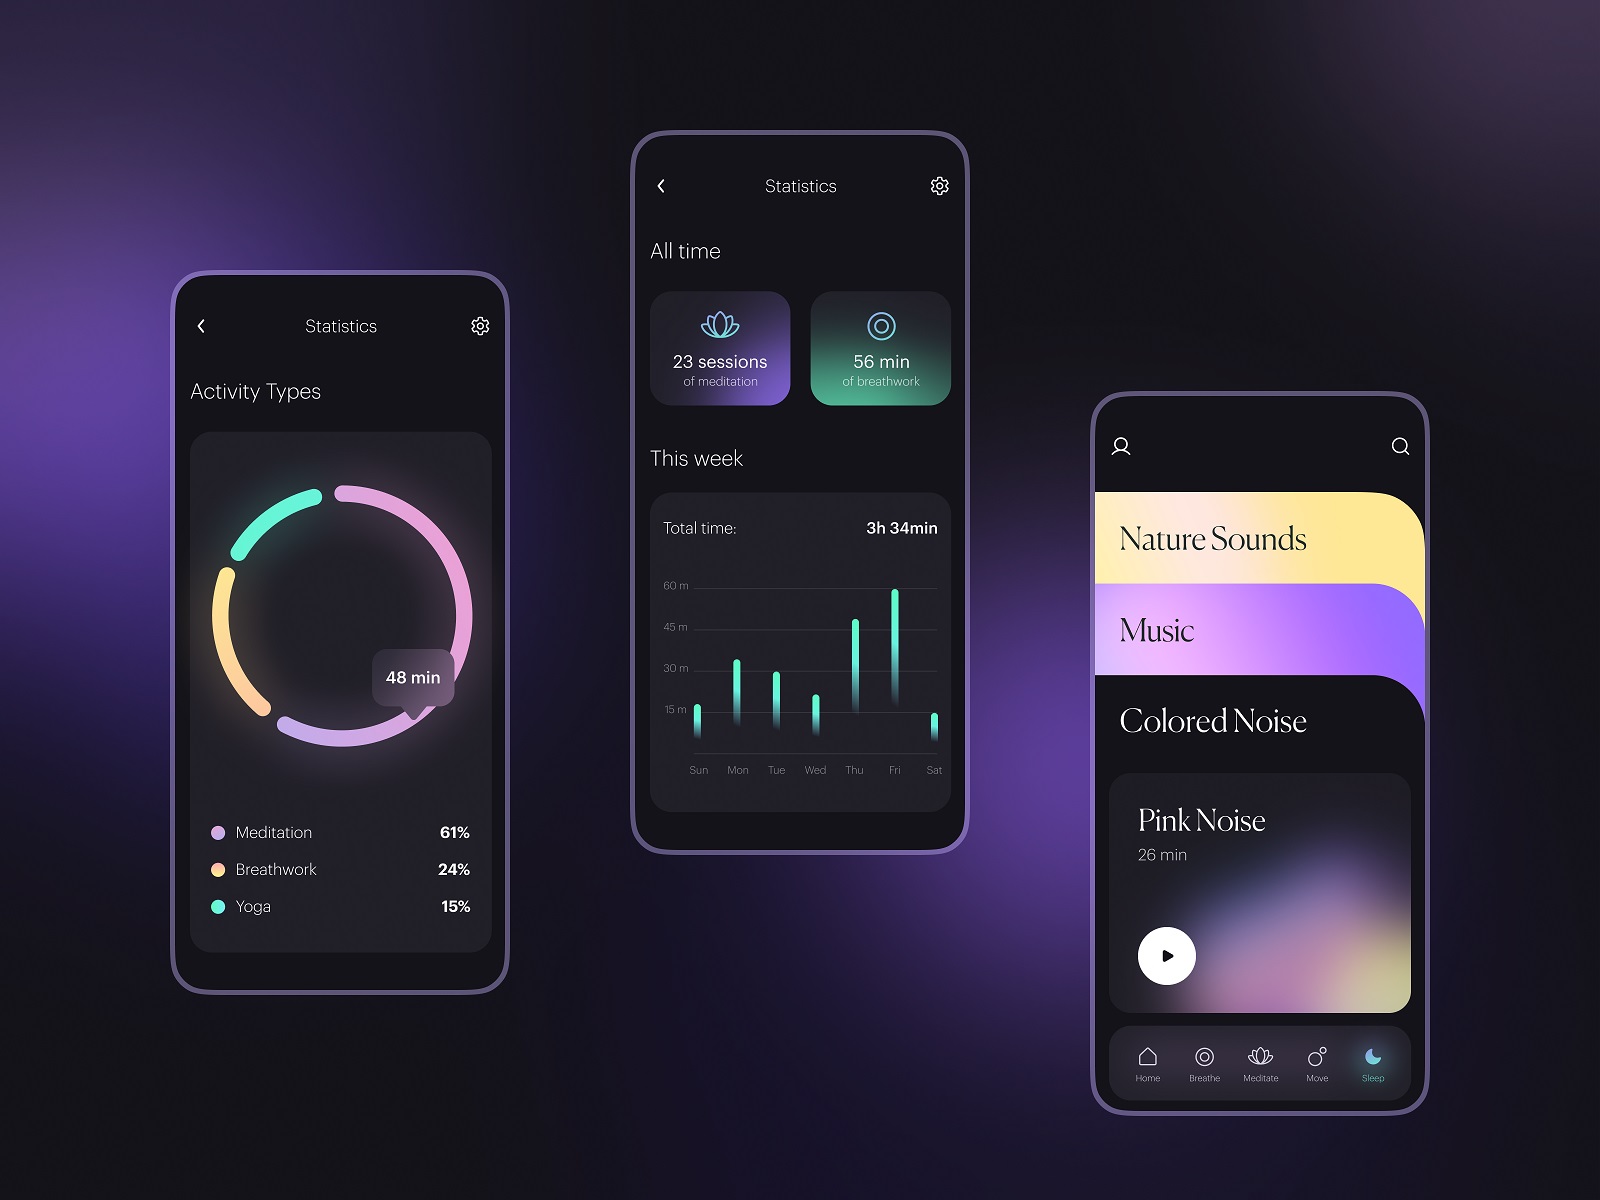 Statistics
Activity Types
48 min
Meditation 61%
Breathwork 24%
Yoga 15%
Statistics
All time
23 sessions
of meditation
56 min
of breathwork
This week
Total time: 3h 34min
60 m
45 m
30 m
15 m
Sun Mon Tue Wed Thu Fri Sat
Nature Sounds
Music
Colored Noise
Pink Noise
26 min
Home Breathe Meditate Move Sleep